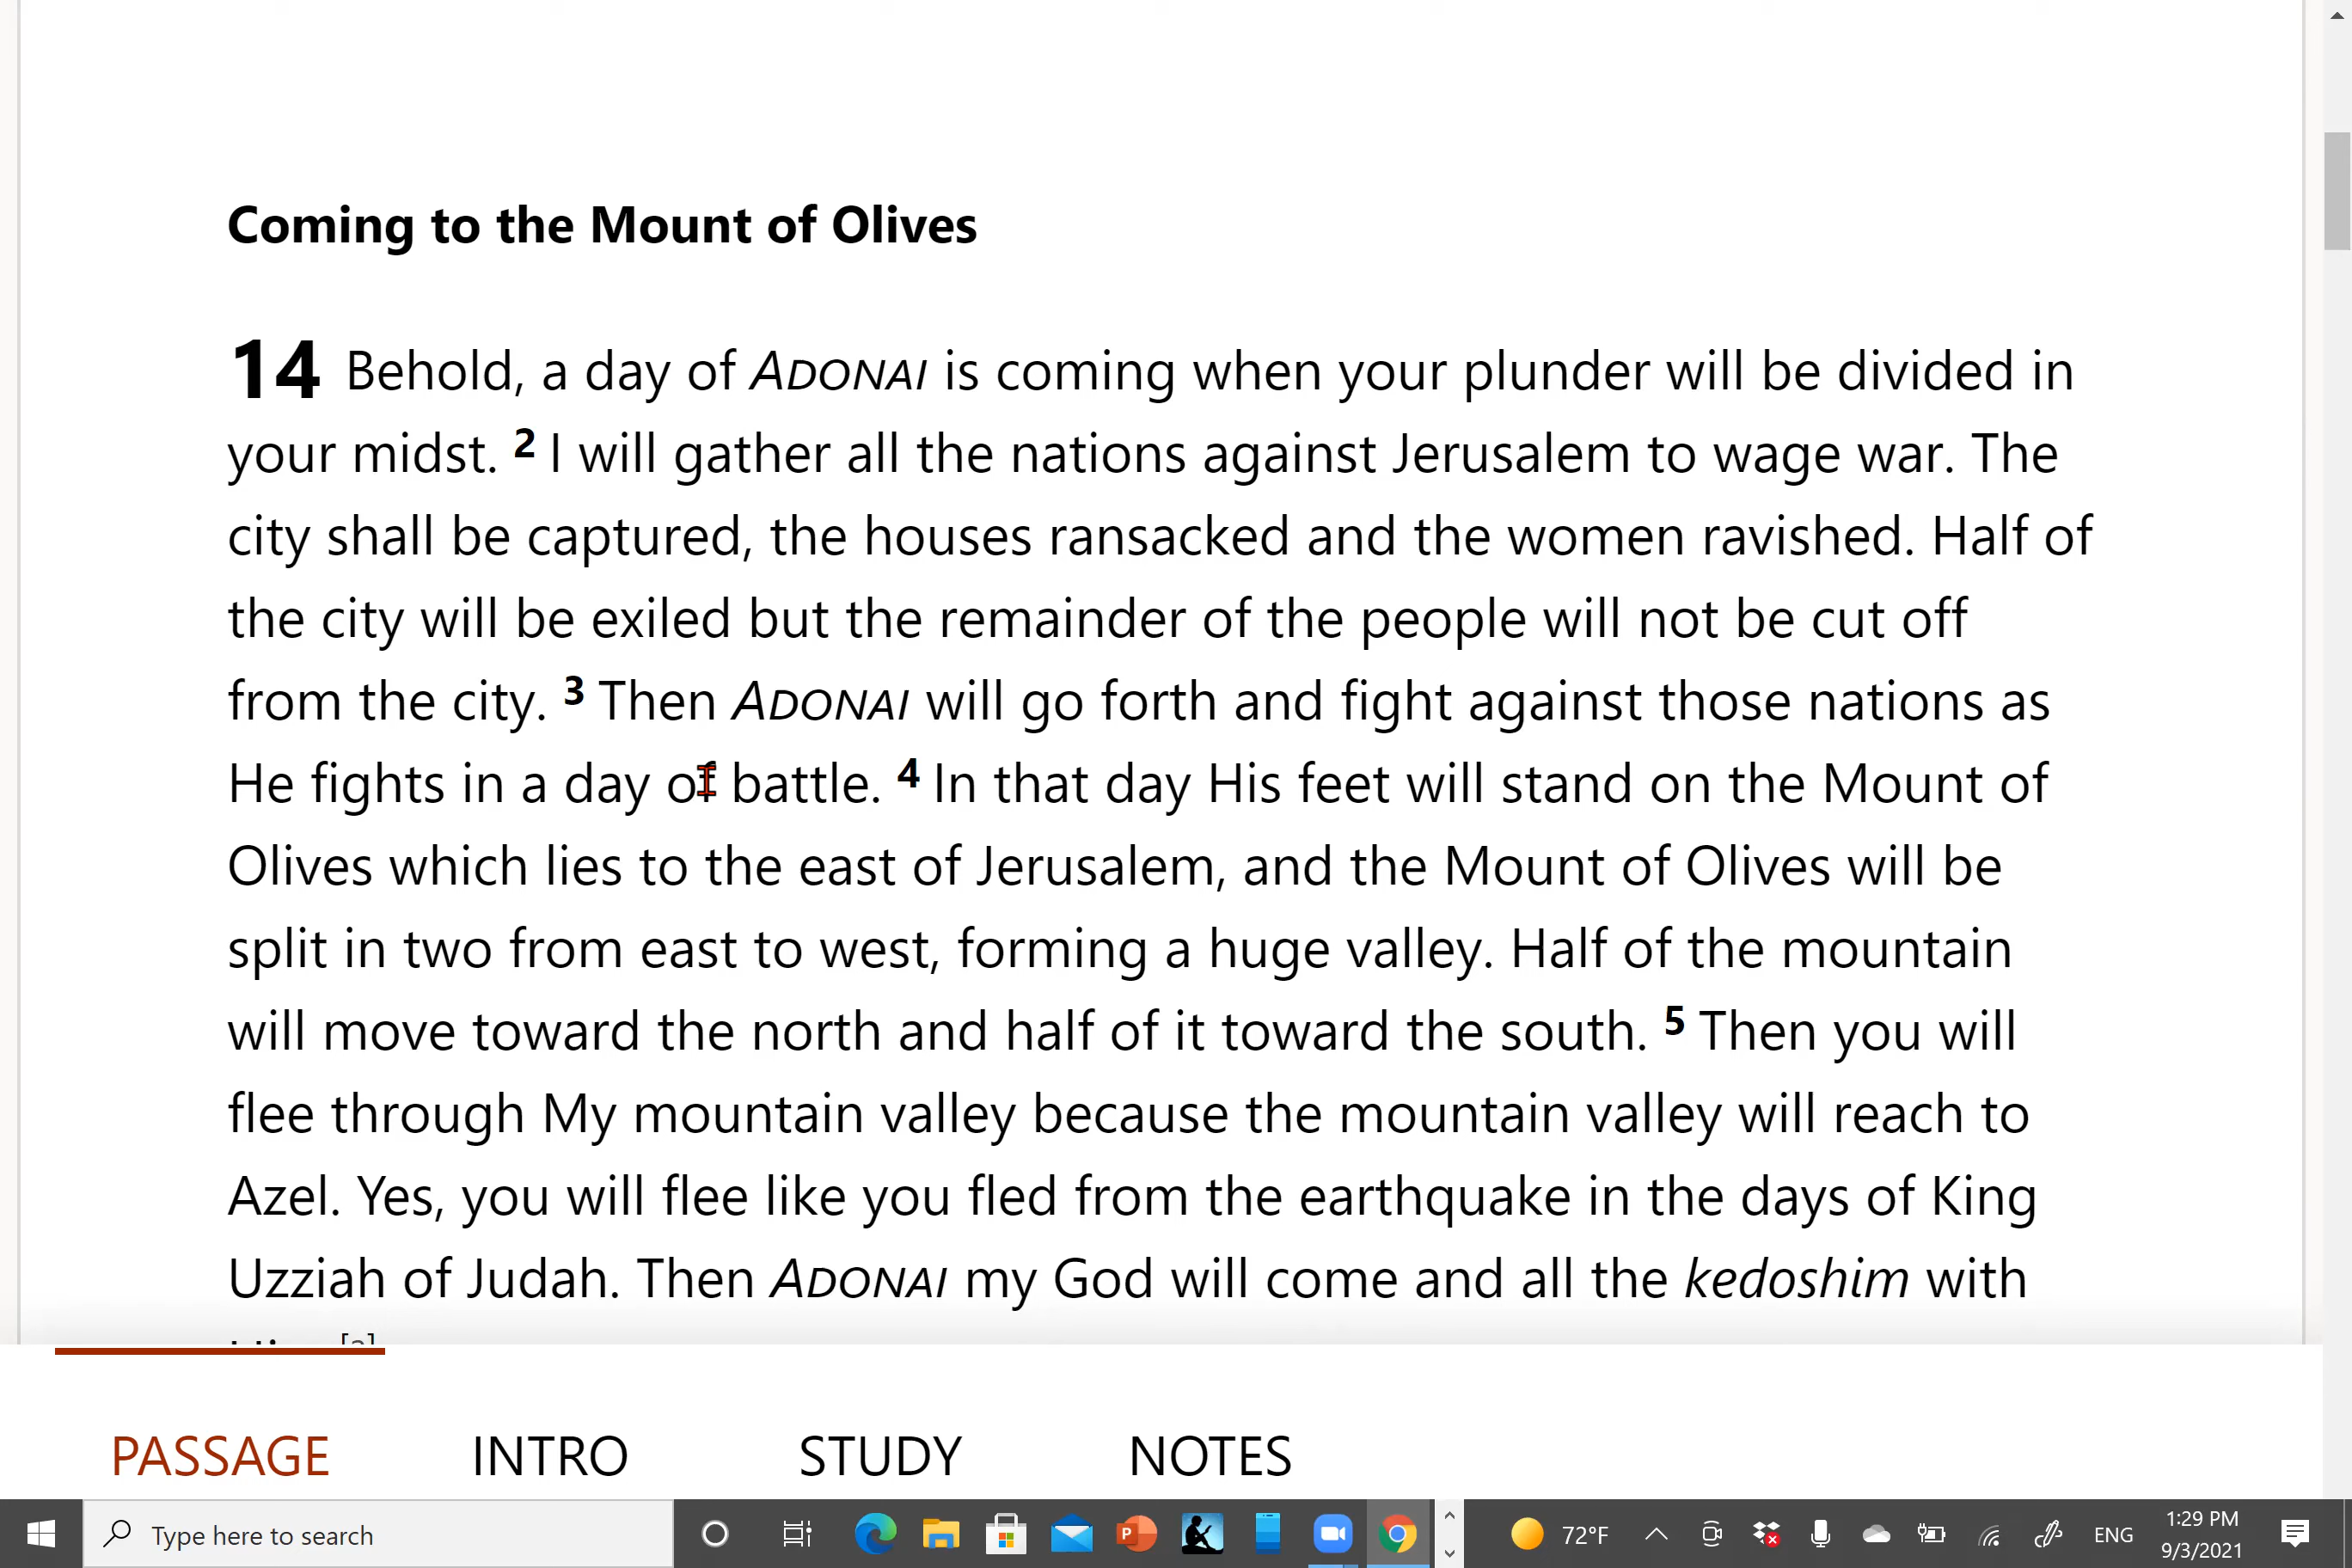 Coming to the Mount of Olives
14 Behold, a day of ADONAI is coming when your plunder will be divided in
your midst. 2 I will gather all the nations against Jerusalem to wage war. The
city shall be captured, the houses ransacked and the women ravished. Half of
the city will be exiled but the remainder of the people will not be cut off
from the city. 3 Then ADONAI will go forth and fight against those nations as
He fights in a day of battle. 4 In that day His feet will stand on the Mount of
Olives which lies to the east of Jerusalem, and the Mount of Olives will be
split in two from east to west, forming a huge valley. Half of the mountain
will move toward the north and half of it toward the south. 5 Then you will
flee through My mountain valley because the mountain valley will reach to
Azel. Yes, you will flee like you fled from the earthquake in the days of King
Uzziah of Judah. Then ADONAI my God will come and all the kedoshim with
PASSAGE INTRO STUDY NOTES
Type here to search
P
72°F
ENG
1:29 PM
9/3/2021